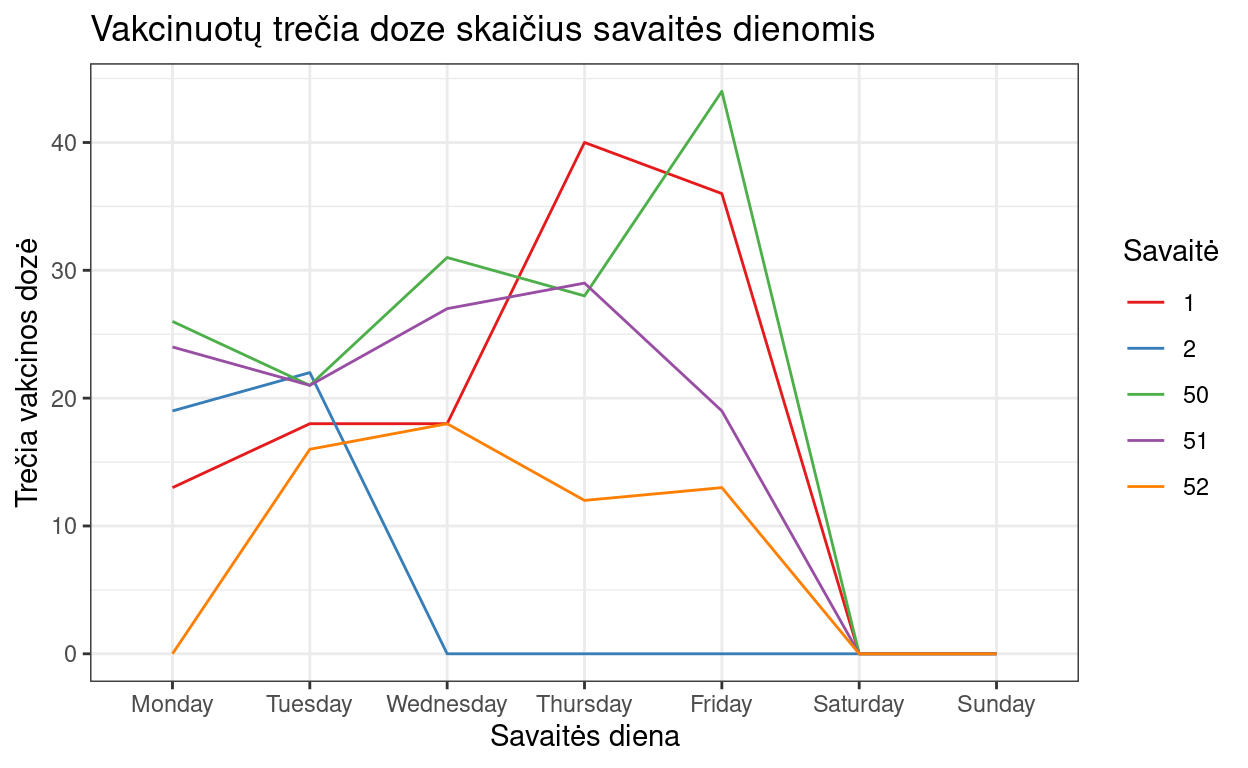 Vakcinuotų trečia doze skaičius savaitės dienomis
Trečia vakcinos dozė
40
30
20
10
0
Monday Tuesday Wednesday Thursday Friday Saturday Sunday
Savaitės diena
Savaitė
1
2
50
51
52